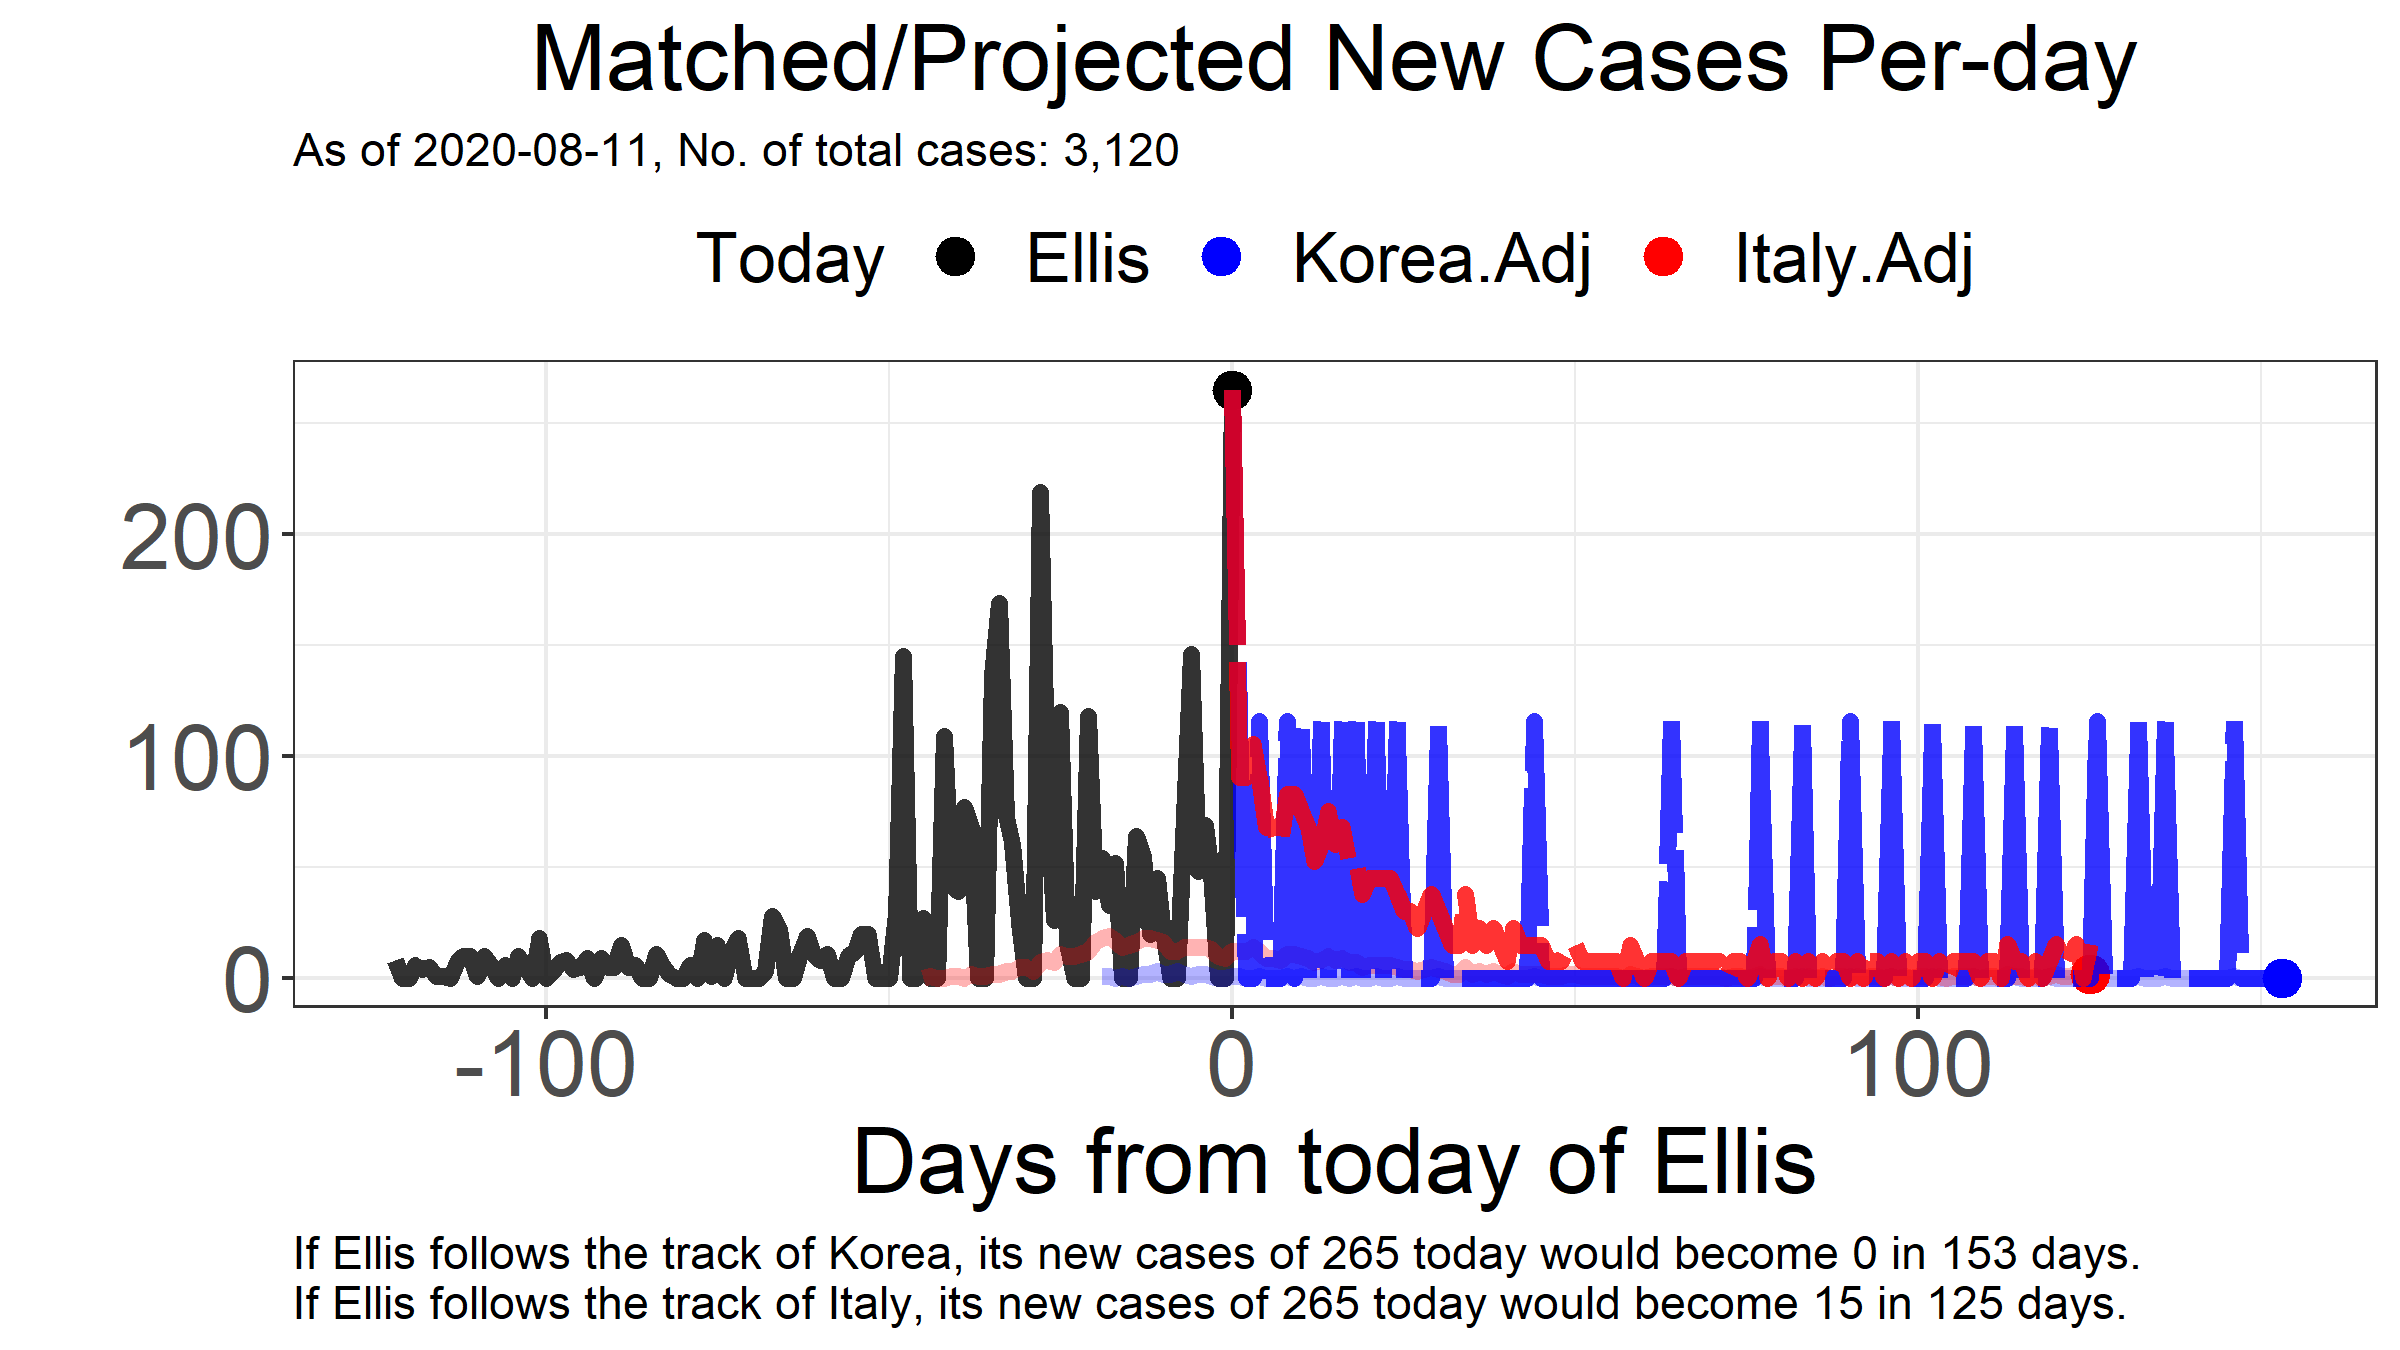 Matched/Projected New Cases Per-day
As of 2020-08-11, No. of total cases: 3,120
Today Ellis Korea.Adj Italy.Adj
200
100
0
-100 0 100
Days from today of Ellis
If Ellis follows the track of Korea, its new cases of 265 today would become 0 in 153 days.
If Ellis follows the track of Italy, its new cases of 265 today would become 15 in 125 days.